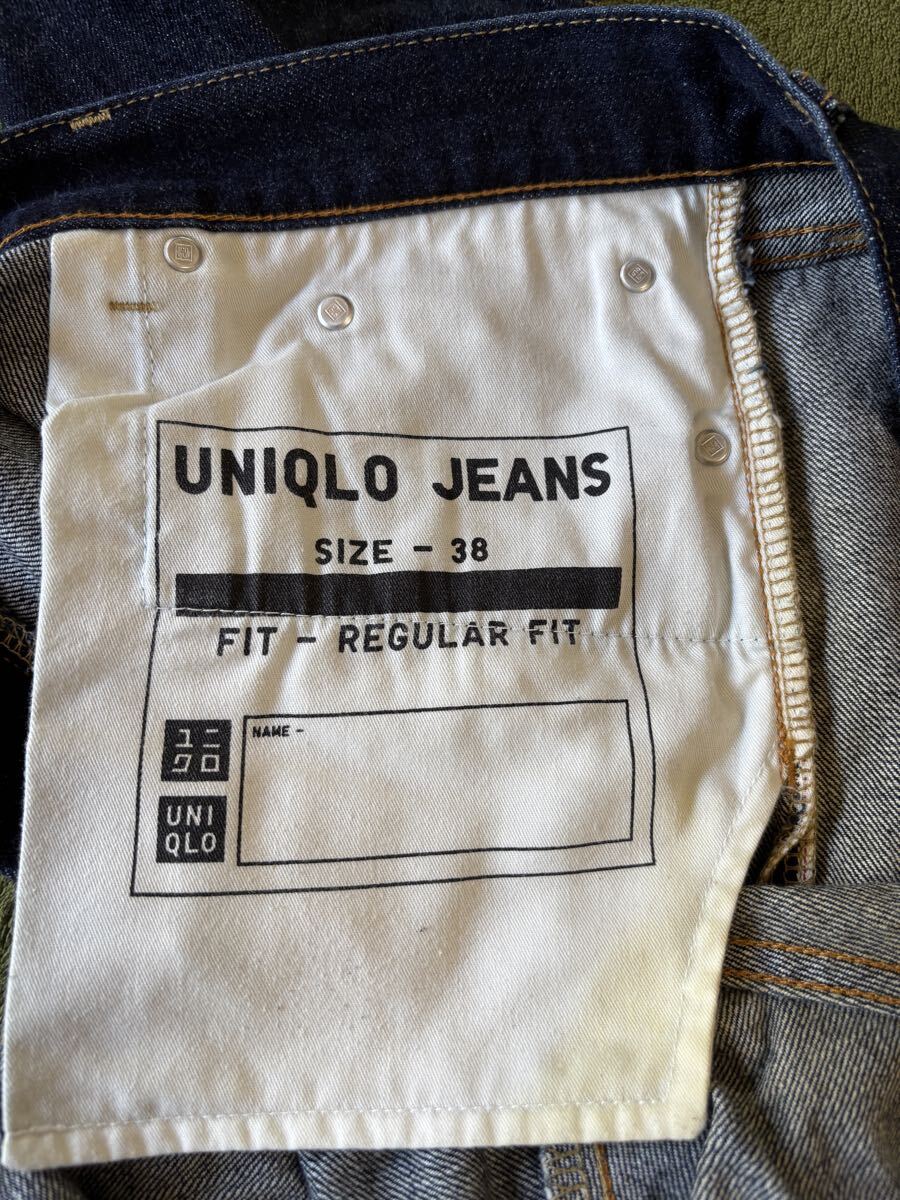 UNIQLO JEANS
SIZE - 38
FIT - REGULAR FIT
NAME -
ユニ
クロ
UNI
QLO